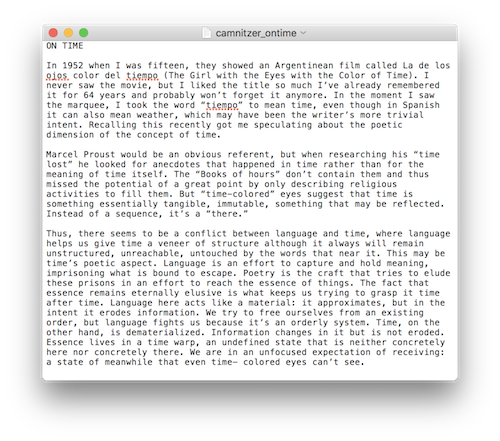 camnitzer_ontime
ON TIME
In 1952 when I was fifteen, they showed an Argentinean film called La de los
ojos color del tiempo (The Girl with the Eyes with the Color of Time). I
never saw the movie, but I liked the title so much I've already remembered
it for 64 years and probably won't forget it anymore. In the moment I saw
the marquee, I took the word "tiempo" to mean time, even though in Spanish
it can also mean weather, which may have been the writer's more trivial
intent. Recalling this recently got me speculating about the poetic
dimension of the concept of time.
Marcel Proust would be an obvious referent, but when researching his "time
lost" he looked for anecdotes that happened in time rather than for the
meaning of time itself. The "Books of hours" don't contain them and thus
missed the potential of a great point by only describing religious
activities to fill them. But "time-colored" eyes suggest that time is
something essentially tangible, immutable, something that may be reflected.
Instead of a sequence, it's a "there."
Thus, there seems to be a conflict between language and time, where language
helps us give time a veneer of structure although it always will remain
unstructured, unreachable, untouched by the words that near it. This may be
time's poetic aspect. Language is an effort to capture and hold meaning,
imprisoning what is bound to escape. Poetry is the craft that tries to elude
these prisons in an effort to reach the essence of things. The fact that
essence remains eternally elusive is what keeps us trying to grasp it time
after time. Language here acts like a material: it approximates, but in the
intent it erodes information. We try to free ourselves from an existing
order, but language fights us because it's an orderly system. Time, on the
other hand, is dematerialized. Information changes in it but is not eroded.
Essence lives in a time warp, an undefined state that is neither concretely
here nor concretely there. We are in an unfocused expectation of receiving:
a state of meanwhile that even time- colored eyes can't see.